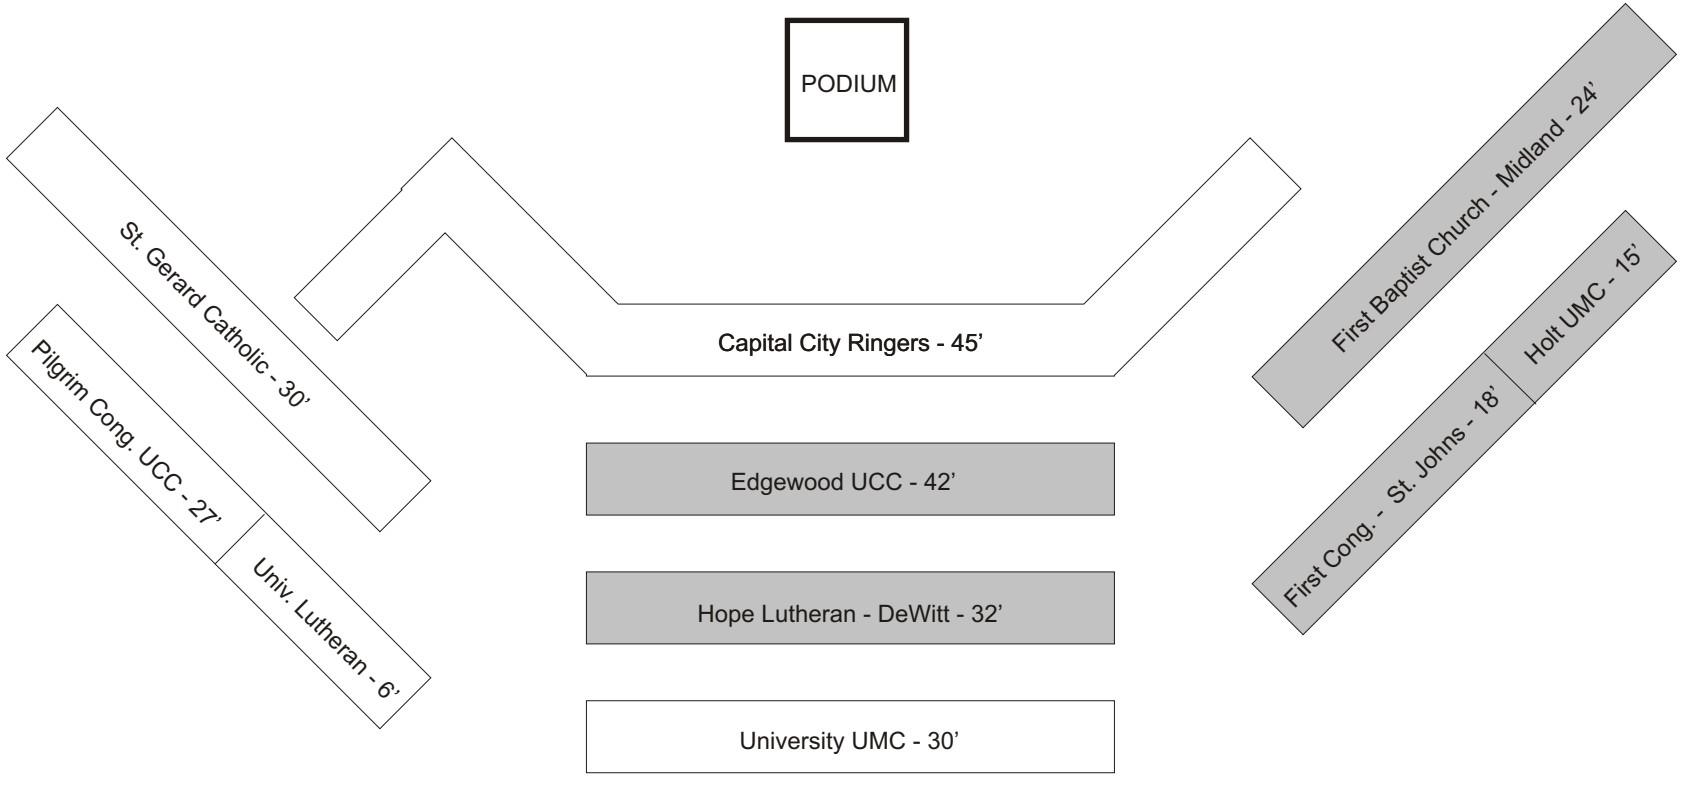 PODIUM
St. Gerard Catholic - 30’
Pilgrim Cong. UCC - 27’
Univ. Lutheran - 6’
Capital City Ringers - 45’
Edgewood UCC - 42’
Hope Lutheran - DeWitt - 32’
University UMC - 30’
First Baptist Church - Midland - 24’
First Cong. - St. Johns - 18’
Holt UMC - 15’